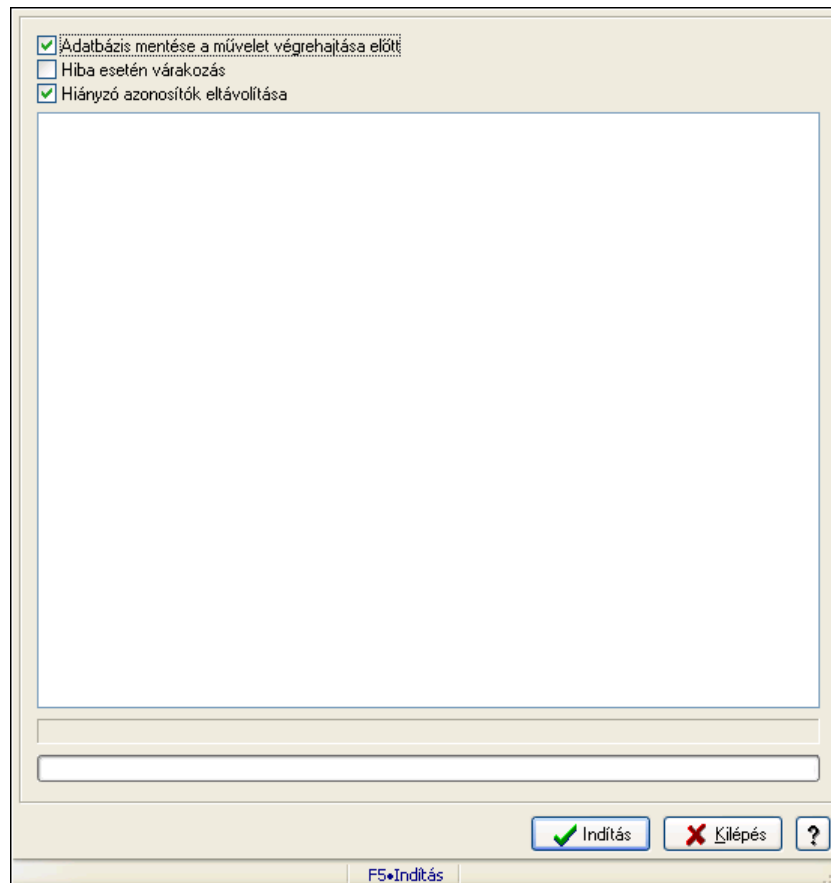 Adatbázis mentése a művelet végrehajtása előtt
Hiba esetén várakozás
Hiányzó azonosítók eltávolítása
Indítás
Kilépés
?
F5•Indítás